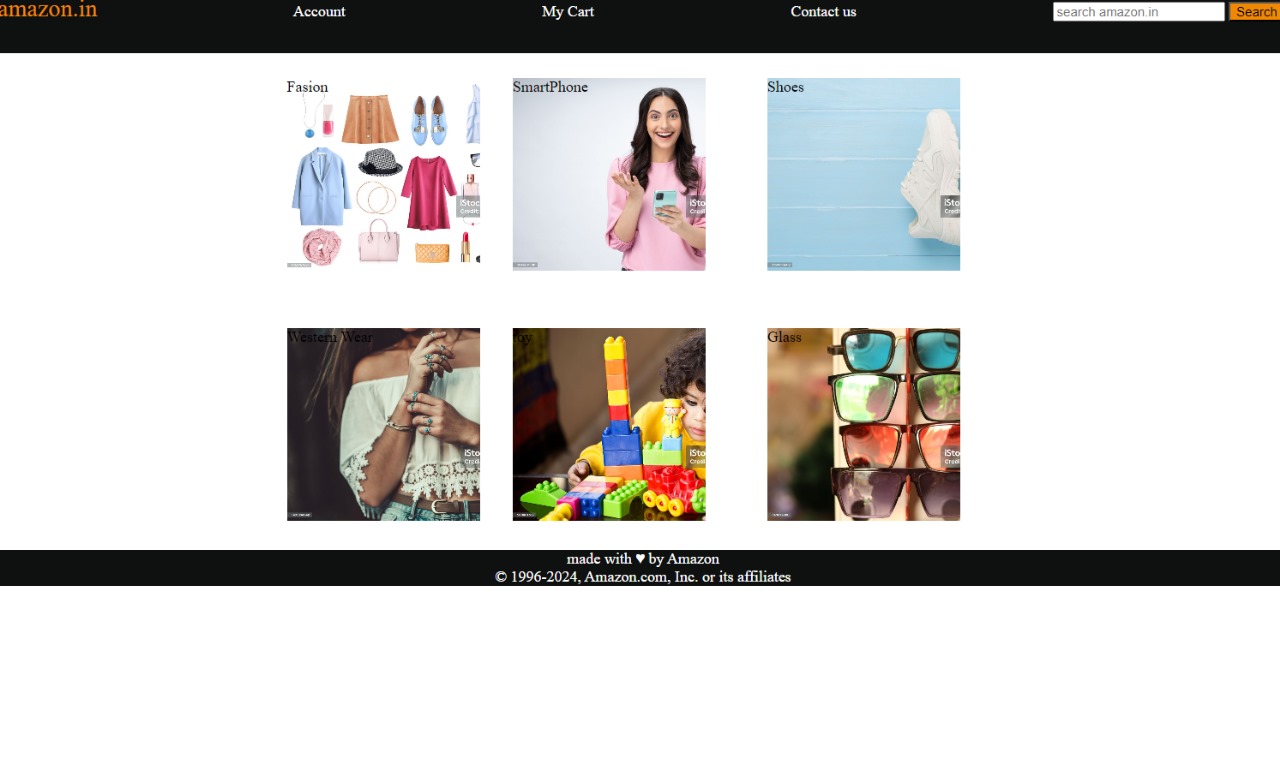 amazon.in Account My Cart Contact us search amazon.in Search
Fasion SmartPhone Shoes
Western Wear toy Glass
made with ♥ by Amazon
© 1996-2024, Amazon.com, Inc. or its affiliates